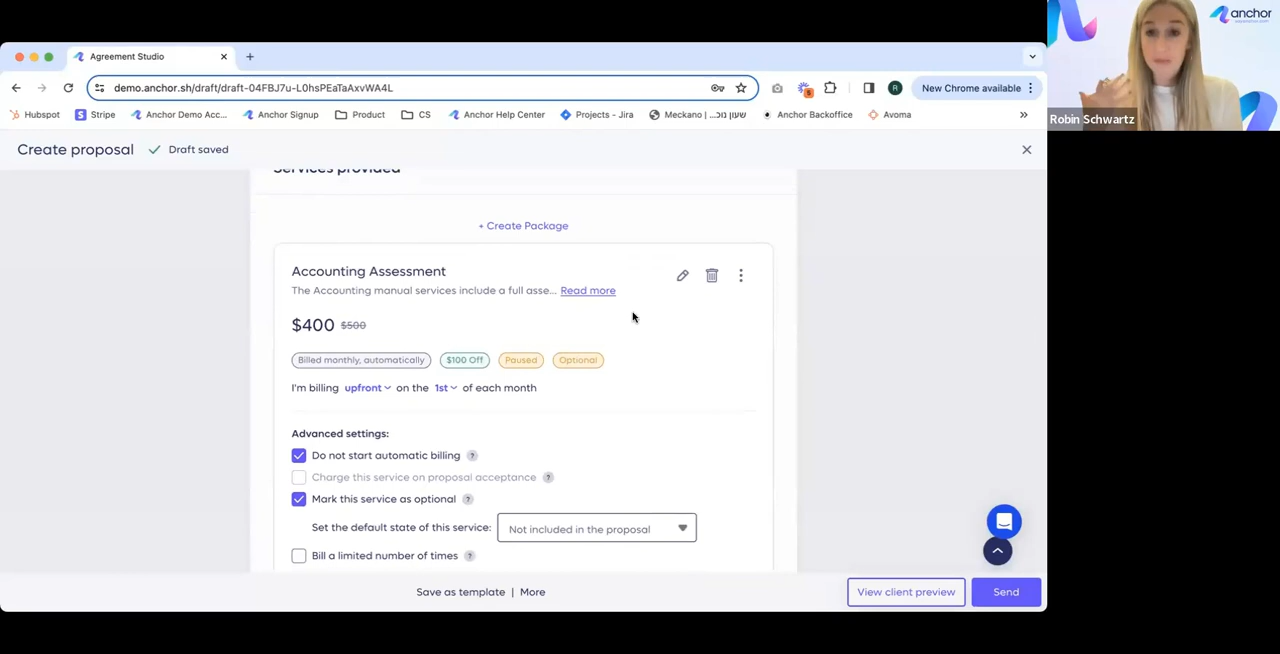 anchor
Robin Schwartz
Agreement Studio
demo.anchor.sh/draft/draft-04FBJ7u-L0hsPEaTaAxvWA4L
New Chrome available
Hubspot
Stripe
Anchor Demo Acc...
Anchor Signup
Product
CS
Anchor Help Center
Projects - Jira
Meckano | ...שעון נוכ
Anchor Backoffice
Avoma
»
Create proposal
Draft saved
Services provided
+ Create Package
Accounting Assessment
The Accounting manual services include a full asse... Read more
$400 $500
Billed monthly, automatically
$100 Off
Paused
Optional
I'm billing upfront on the 1st of each month
Advanced settings:
Do not start automatic billing ?
Charge this service on proposal acceptance ?
Mark this service as optional ?
Set the default state of this service: Not included in the proposal
Bill a limited number of times ?
Save as template | More
View client preview
Send